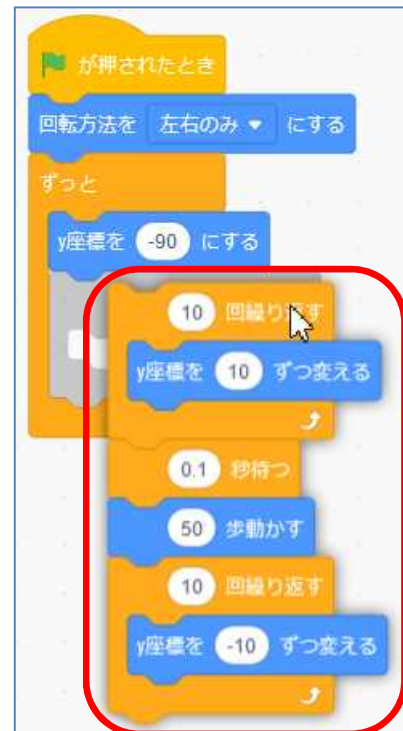 が押されたとき
回転方法を 左右のみ にする
ずっと
y座標を -90 にする
10 回繰り返す
y座標を 10 ずつ変える
0.1 秒待つ
50 歩動かす
10 回繰り返す
y座標を -10 ずつ変える